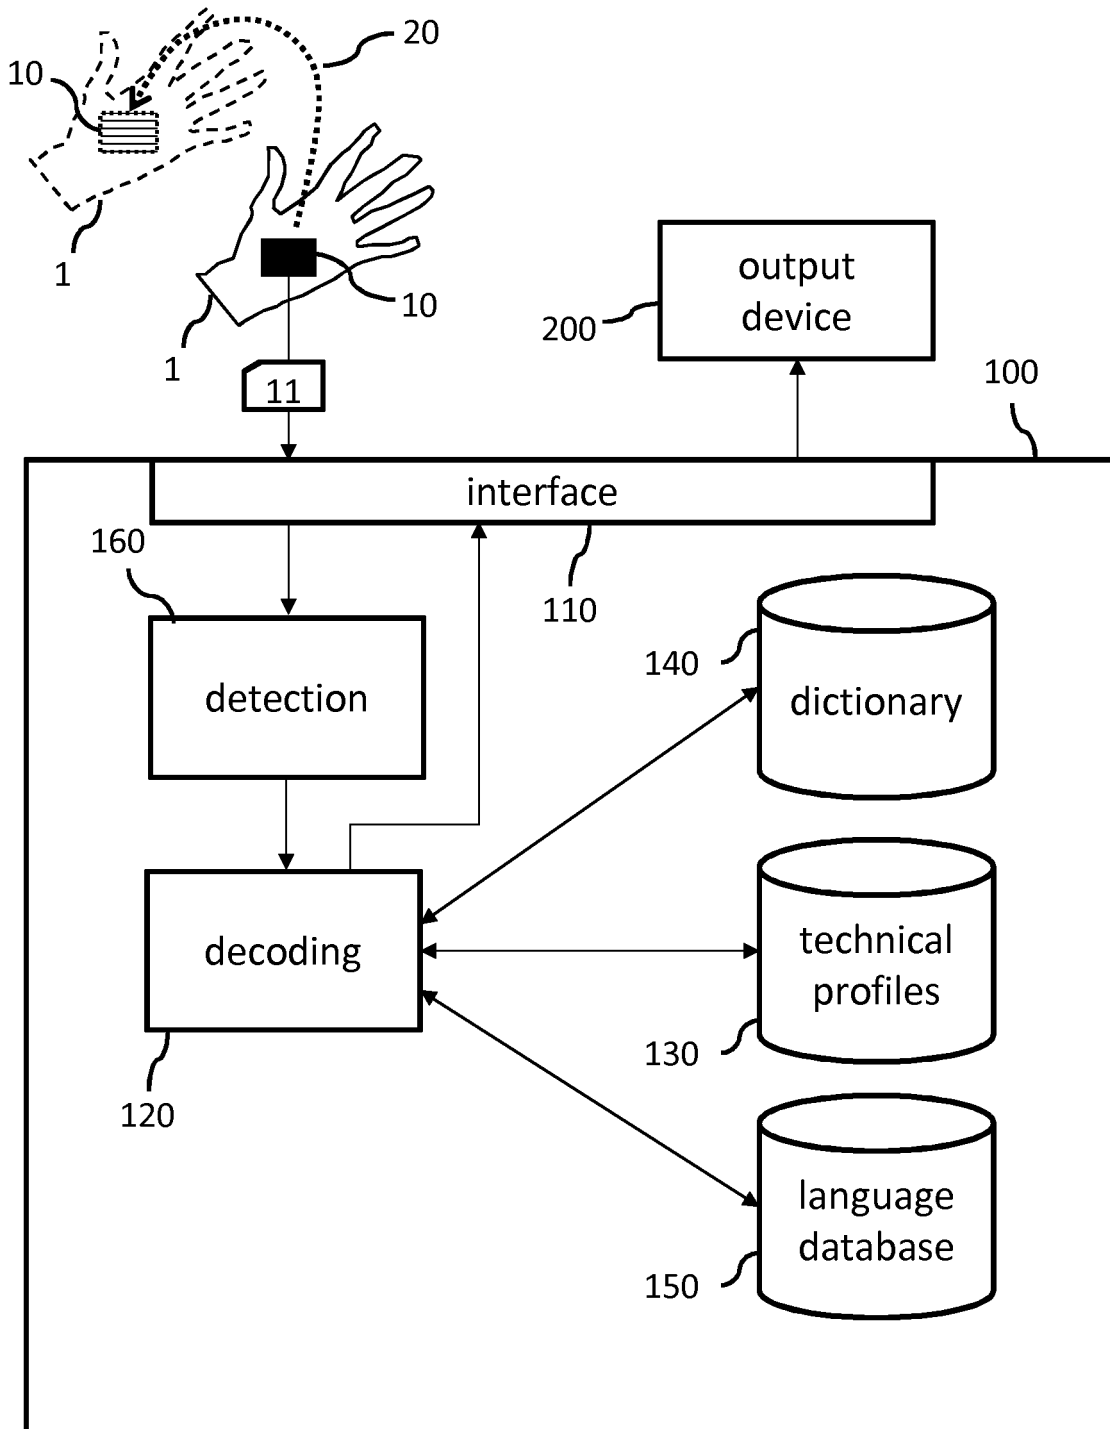 20
10
1
10
1
11
output
device
200
100
interface
160
110
140
detection
dictionary
decoding
technical
profiles
130
120
language
database
150